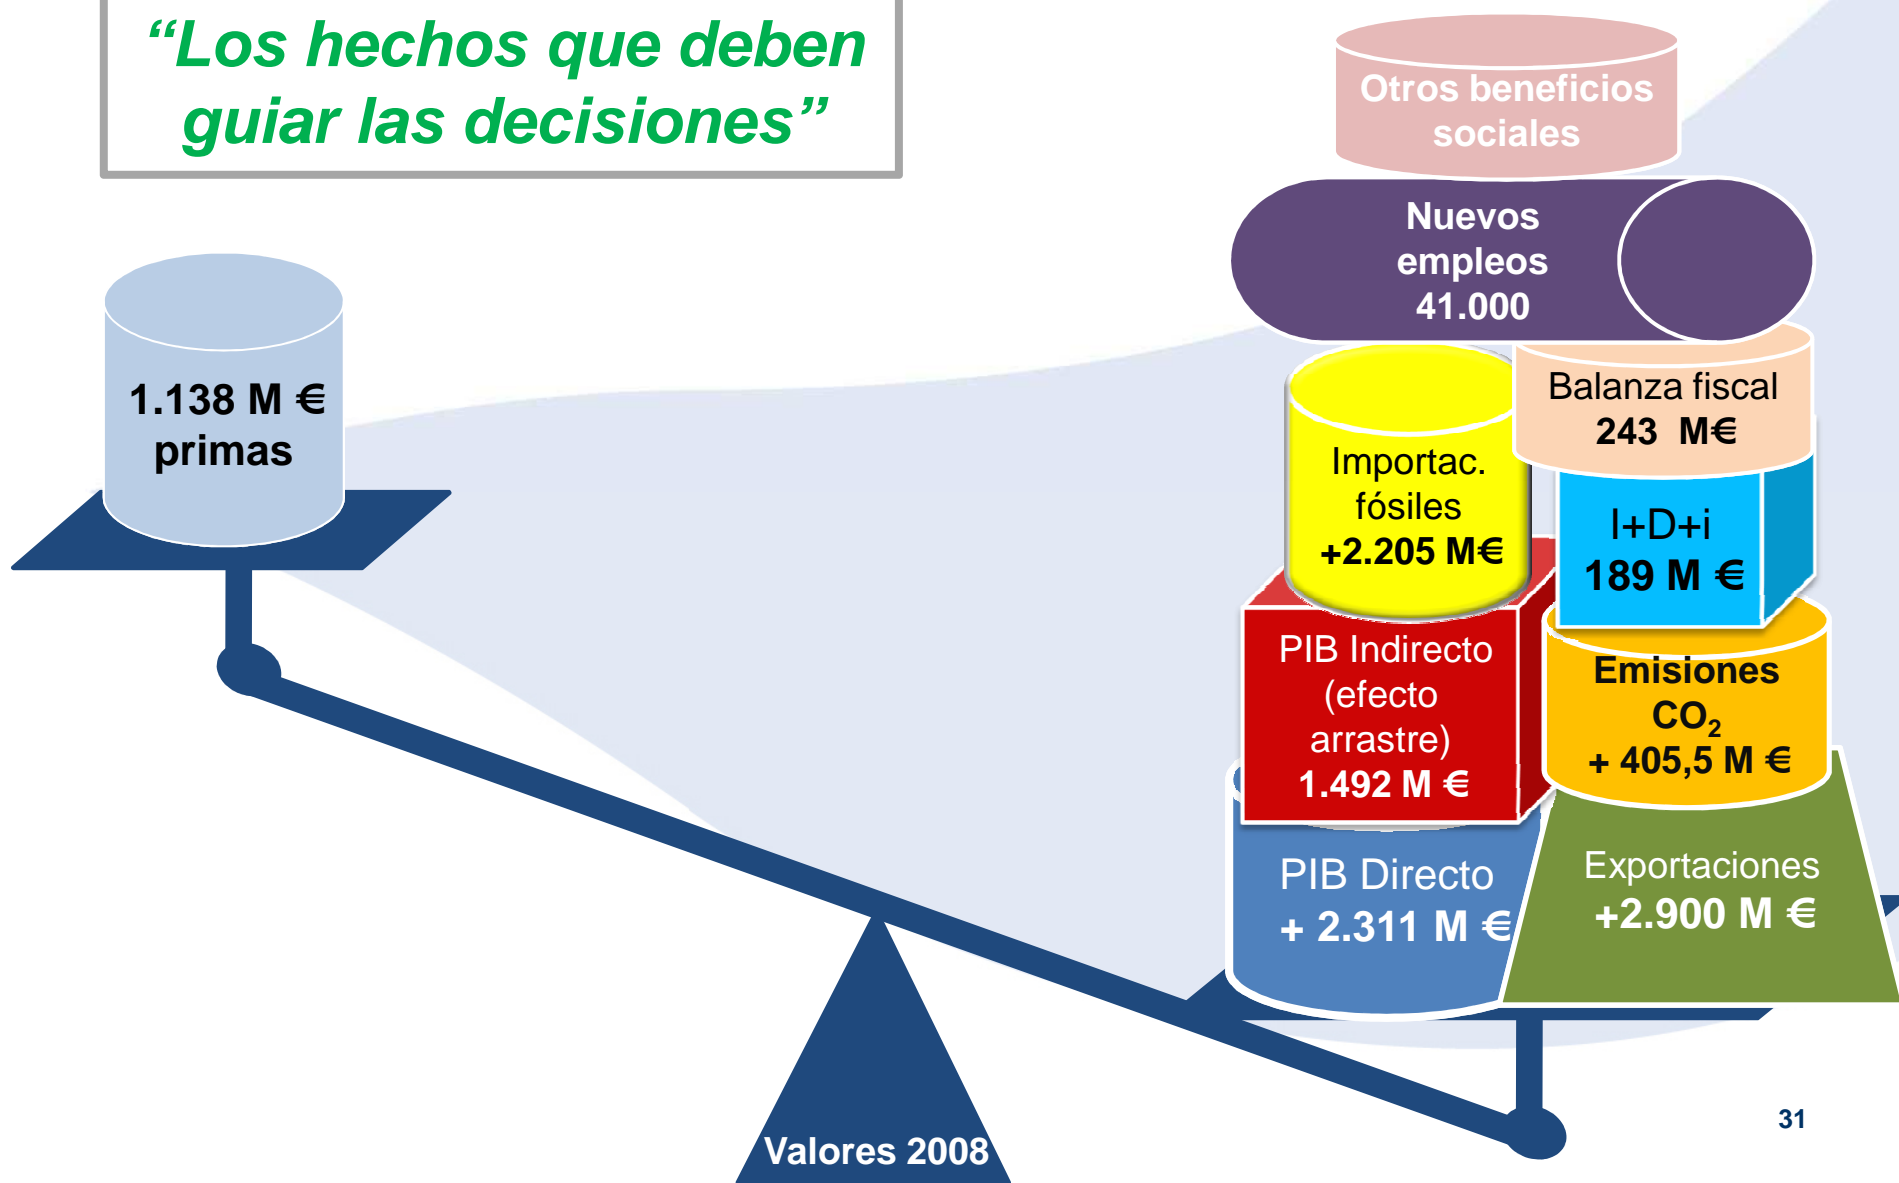 “Los hechos que deben
guiar las decisiones”
1.138 M €
primas
Otros beneficios
sociales
Nuevos
empleos
41.000
Balanza fiscal
243 M€
Importac.
fósiles
+2.205 M€
I+D+i
189 M €
PIB Indirecto
(efecto
arrastre)
1.492 M €
Emisiones
CO₂
+ 405,5 M €
PIB Directo
+ 2.311 M €
Exportaciones
+2.900 M €
Valores 2008
31